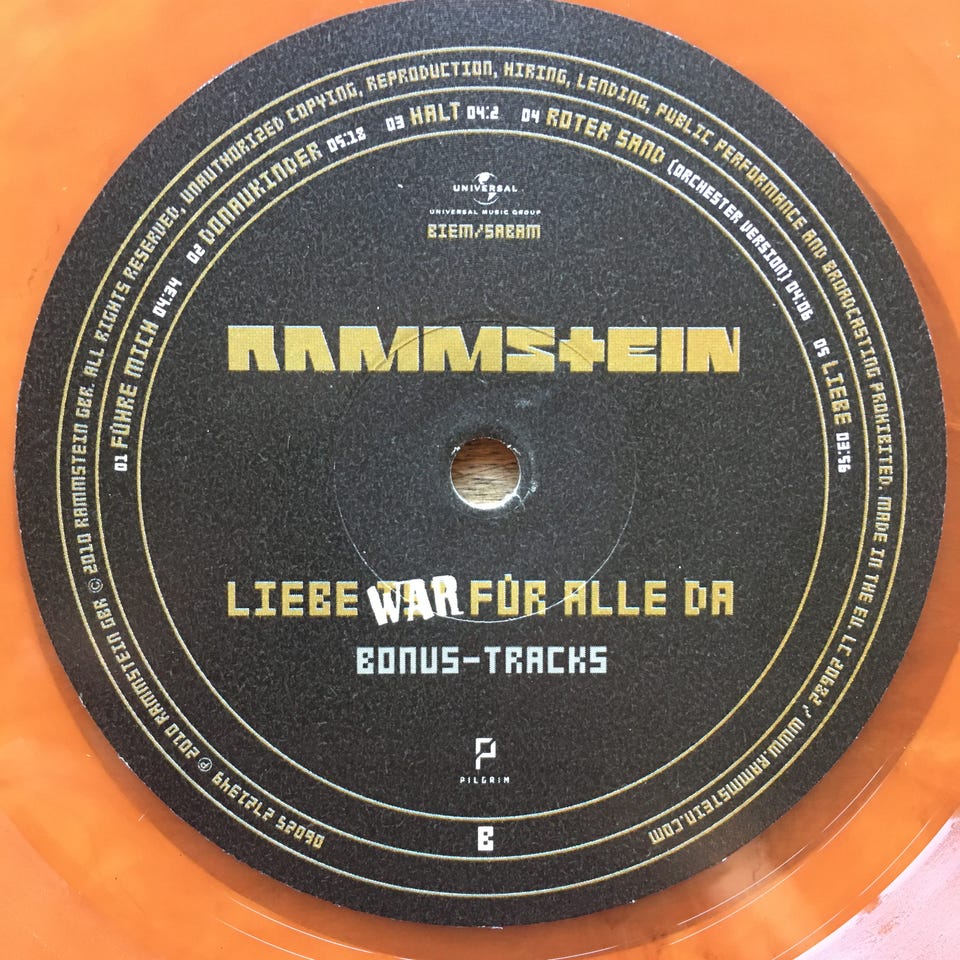 06025 ℗ 2010 RAMMSTEIN GBR © 2010 RAMMSTEIN GBR. ALL RIGHTS RESERVED, UNAUTHORIZED COPYING, REPRODUCTION, HIRING, LENDING, PUBLIC PERFORMANCE AND BROADCASTING PROHIBITED. MADE IN THE EU. LC 20682 / WWW.RAMMSTEIN.COM
01 FÜHRE MICH 04:34 02 DONAUKINDER 05:18 03 HALT 04:2 04 ROTER SAND (ORCHESTER VERSION) 04:06 05 LIEBE 03:56
UNIVERSAL
UNIVERSAL MUSIC GROUP
BIEM/SABAM
RAMMSTEIN
LIEBE WAR FÜR ALLE DA
BONUS-TRACKS
P
PILGRIM
B